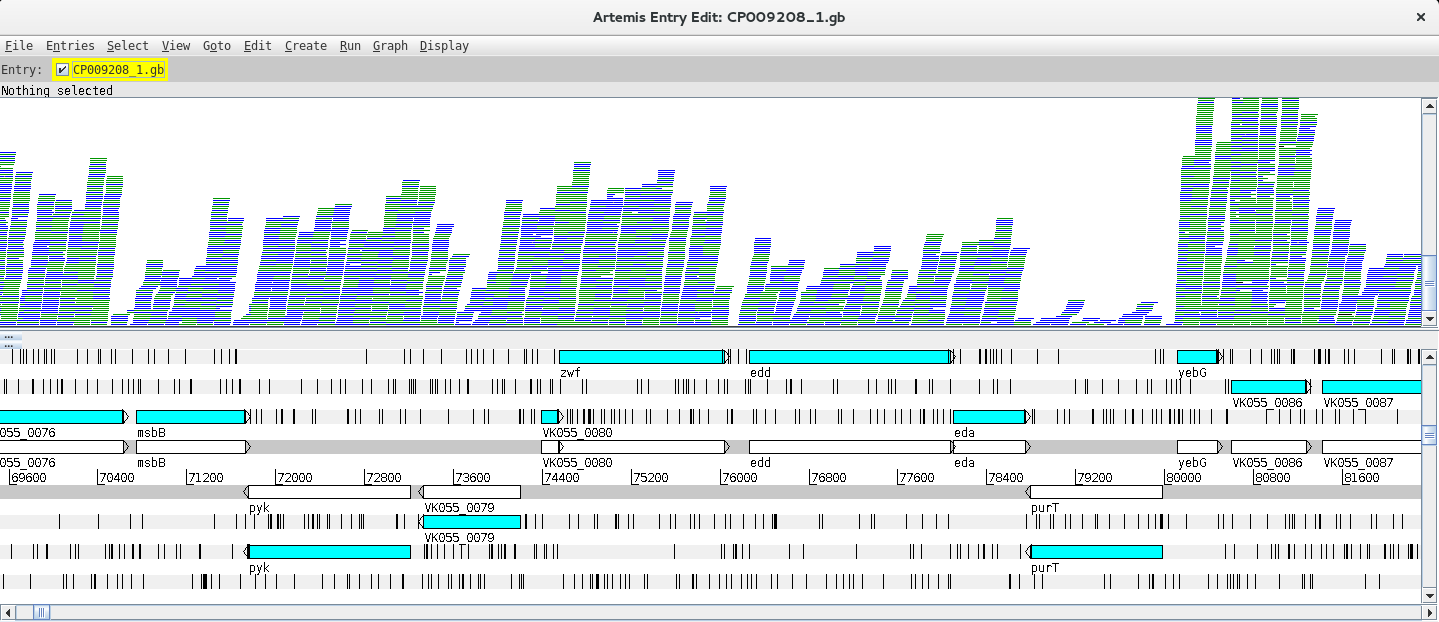 Artemis Entry Edit: CP009208_1.gb
×
File Entries Select View Goto Edit Create Run Graph Display
Entry: CP009208_1.gb
Nothing selected
zwf edd yebG
VK055_0086 VK055_0087
055_0076 msbB VK055_0080 eda
055_0076 msbB VK055_0080 edd eda yebG VK055_0086 VK055_0087
69600 70400 71200 72000 72800 73600 74400 75200 76000 76800 77600 78400 79200 80000 80800 81600
pyk VK055_0079 purT
VK055_0079
pyk purT